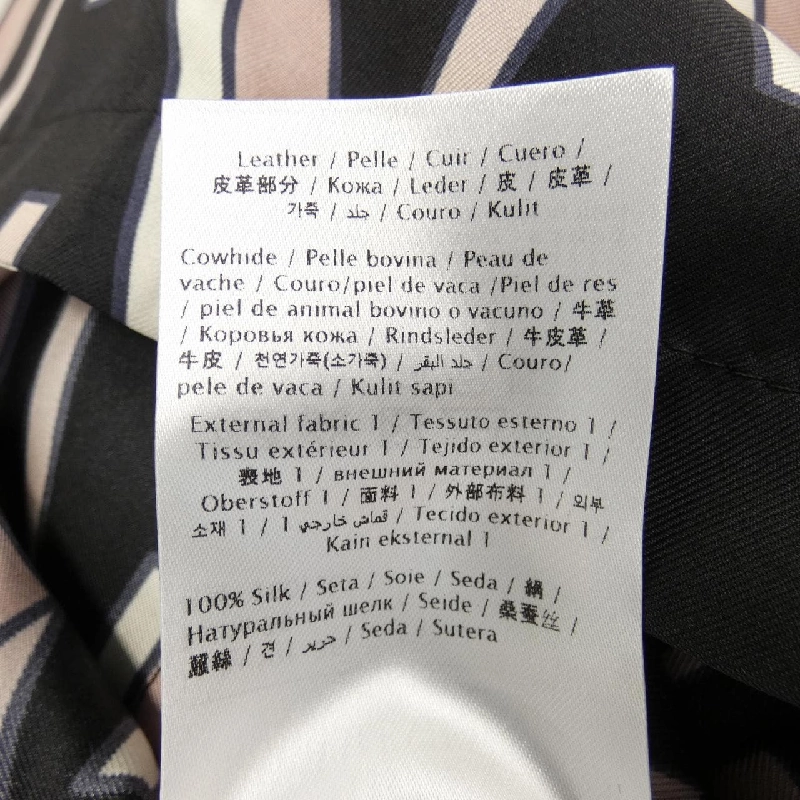 Leather / Pelle / Cuir / Cuero /
皮革部分 / Кожа / Leder / 皮 / 皮革 /
가죽 / جلد / Couro / Kulit
Cowhide / Pelle bovina / Peau de
vache / Couro/piel de vaca /Piel de res
/ piel de animal bovino o vacuno / 牛革
/ Коровья кожа / Rindsleder / 牛皮革 /
牛皮 / 천연가죽(소가죽) / جلد البقر / Couro/
pele de vaca / Kulit sapi
External fabric 1 / Tessuto esterno 1 /
Tissu extérieur 1 / Tejido exterior 1 /
表地 1 / внешний материал 1 /
Oberstoff 1 / 面料 1 / 外部布料 1 / 외부
소재 1 / قماش خارجي 1 / Tecido exterior 1 /
Kain eksternal 1
100% Silk / Seta / Soie / Seda / 絹 /
Натуральный шелк / Seide / 桑蚕丝 /
蠶絲 / 견 / حرير / Seda / Sutera